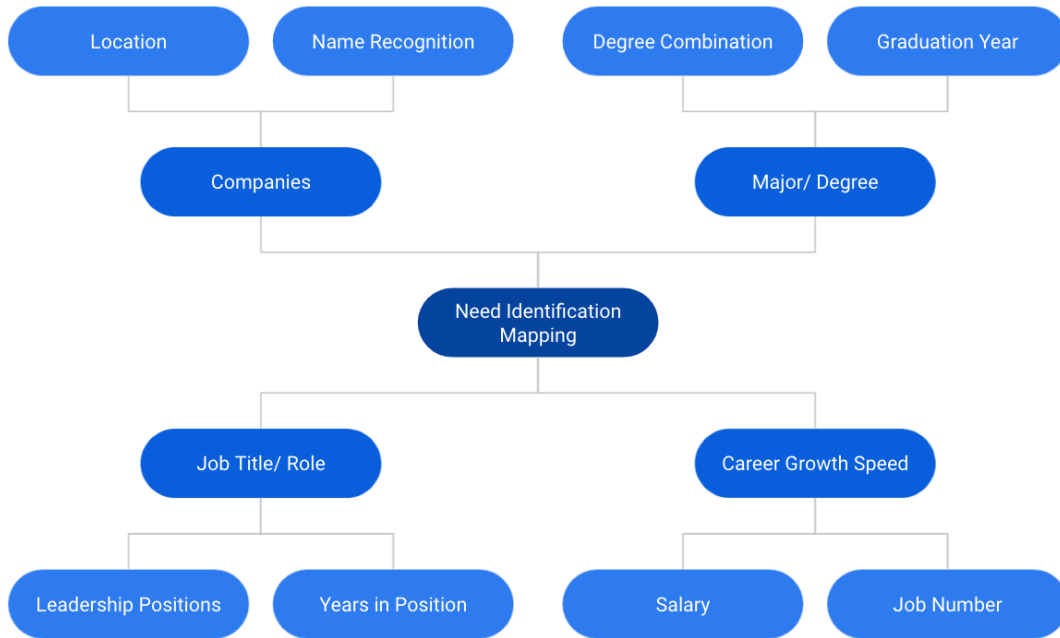 Location
Name Recognition
Degree Combination
Graduation Year
Companies
Major/ Degree
Need Identification
Mapping
Job Title/ Role
Career Growth Speed
Leadership Positions
Years in Position
Salary
Job Number